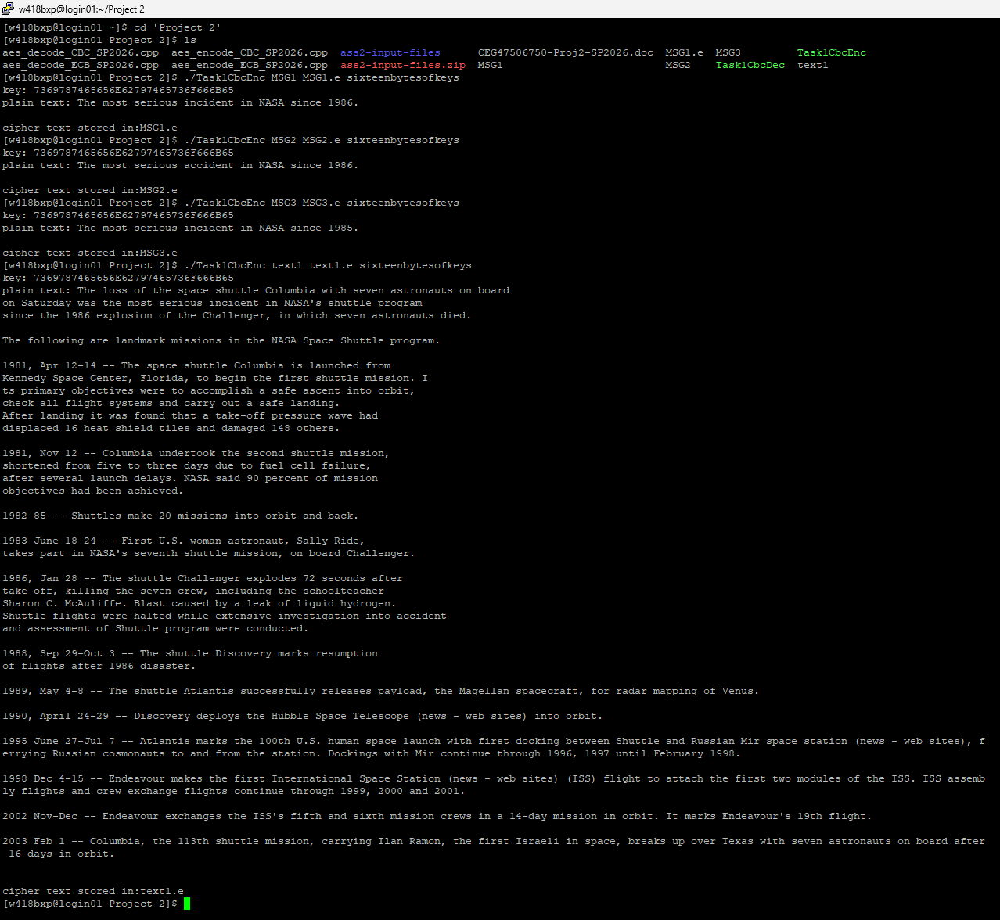 w418bxp@login01:~/Project 2
[w418bxp@login01 ~]$ cd 'Project 2'
[w418bxp@login01 Project 2]$ ls
aes_decode_CBC_SP2026.cpp  aes_encode_CBC_SP2026.cpp  ass2-input-files      CEG47506750-Proj2-SP2026.doc  MSG1.e  MSG3         Task1CbcEnc
aes_decode_ECB_SP2026.cpp  aes_encode_ECB_SP2026.cpp  ass2-input-files.zip  MSG1                          MSG2    Task1CbcDec  text1
[w418bxp@login01 Project 2]$ ./Task1CbcEnc MSG1 MSG1.e sixteenbytesofkeys
key: 7369787465656E62797465736F666B65
plain text: The most serious incident in NASA since 1986.

cipher text stored in:MSG1.e
[w418bxp@login01 Project 2]$ ./Task1CbcEnc MSG2 MSG2.e sixteenbytesofkeys
key: 7369787465656E62797465736F666B65
plain text: The most serious accident in NASA since 1986.

cipher text stored in:MSG2.e
[w418bxp@login01 Project 2]$ ./Task1CbcEnc MSG3 MSG3.e sixteenbytesofkeys
key: 7369787465656E62797465736F666B65
plain text: The most serious incident in NASA since 1985.

cipher text stored in:MSG3.e
[w418bxp@login01 Project 2]$ ./Task1CbcEnc text1 text1.e sixteenbytesofkeys
key: 7369787465656E62797465736F666B65
plain text: The loss of the space shuttle Columbia with seven astronauts on board
on Saturday was the most serious incident in NASA's shuttle program
since the 1986 explosion of the Challenger, in which seven astronauts died.

The following are landmark missions in the NASA Space Shuttle program.

1981, Apr 12-14 -- The space shuttle Columbia is launched from
Kennedy Space Center, Florida, to begin the first shuttle mission. I
ts primary objectives were to accomplish a safe ascent into orbit,
check all flight systems and carry out a safe landing.
After landing it was found that a take-off pressure wave had
displaced 16 heat shield tiles and damaged 148 others.

1981, Nov 12 -- Columbia undertook the second shuttle mission,
shortened from five to three days due to fuel cell failure,
after several launch delays. NASA said 90 percent of mission
objectives had been achieved.

1982-85 -- Shuttles make 20 missions into orbit and back.

1983 June 18-24 -- First U.S. woman astronaut, Sally Ride,
takes part in NASA's seventh shuttle mission, on board Challenger.

1986, Jan 28 -- The shuttle Challenger explodes 72 seconds after
take-off, killing the seven crew, including the schoolteacher
Sharon C. McAuliffe. Blast caused by a leak of liquid hydrogen.
Shuttle flights were halted while extensive investigation into accident
and assessment of Shuttle program were conducted.

1988, Sep 29-Oct 3 -- The shuttle Discovery marks resumption
of flights after 1986 disaster.

1989, May 4-8 -- The shuttle Atlantis successfully releases payload, the Magellan spacecraft, for radar mapping of Venus.

1990, April 24-29 -- Discovery deploys the Hubble Space Telescope (news - web sites) into orbit.

1995 June 27-Jul 7 -- Atlantis marks the 100th U.S. human space launch with first docking between Shuttle and Russian Mir space station (news - web sites), f
errying Russian cosmonauts to and from the station. Dockings with Mir continue through 1996, 1997 until February 1998.

1998 Dec 4-15 -- Endeavour makes the first International Space Station (news - web sites) (ISS) flight to attach the first two modules of the ISS. ISS assemb
ly flights and crew exchange flights continue through 1999, 2000 and 2001.

2002 Nov-Dec -- Endeavour exchanges the ISS's fifth and sixth mission crews in a 14-day mission in orbit. It marks Endeavour's 19th flight.

2003 Feb 1 -- Columbia, the 113th shuttle mission, carrying Ilan Ramon, the first Israeli in space, breaks up over Texas with seven astronauts on board after
 16 days in orbit.

cipher text stored in:text1.e
[w418bxp@login01 Project 2]$